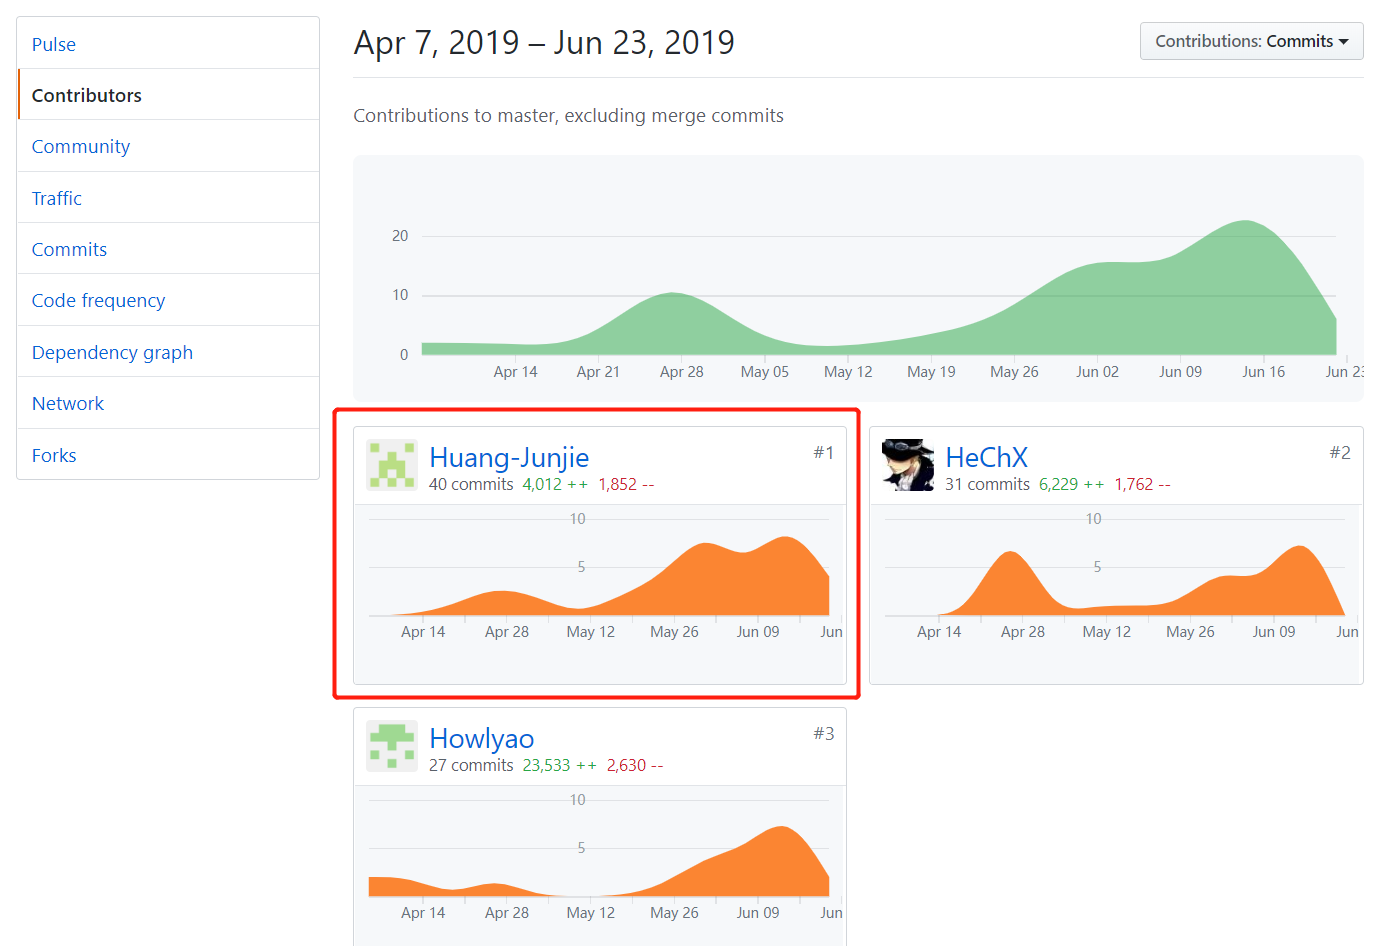 Pulse
Contributors
Community
Traffic
Commits
Code frequency
Dependency graph
Network
Forks
Apr 7, 2019 – Jun 23, 2019
Contributions: Commits
Contributions to master, excluding merge commits
20
10
0
Apr 14 Apr 21 Apr 28 May 05 May 12 May 19 May 26 Jun 02 Jun 09 Jun 16 Jun 23
Huang-Junjie #1
40 commits 4,012 ++ 1,852 --
10
5
Apr 14 Apr 28 May 12 May 26 Jun 09 Jun
HeChX #2
31 commits 6,229 ++ 1,762 --
10
5
Apr 14 Apr 28 May 12 May 26 Jun 09 Jun
Howlyao #3
27 commits 23,533 ++ 2,630 --
10
5
Apr 14 Apr 28 May 12 May 26 Jun 09 Jun